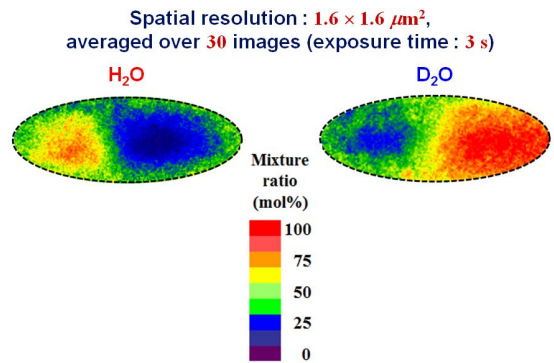 Spatial resolution : 1.6 × 1.6 μm²,
averaged over 30 images (exposure time : 3 s)
H₂O
D₂O
Mixture
ratio
(mol%)
100
75
50
25
0